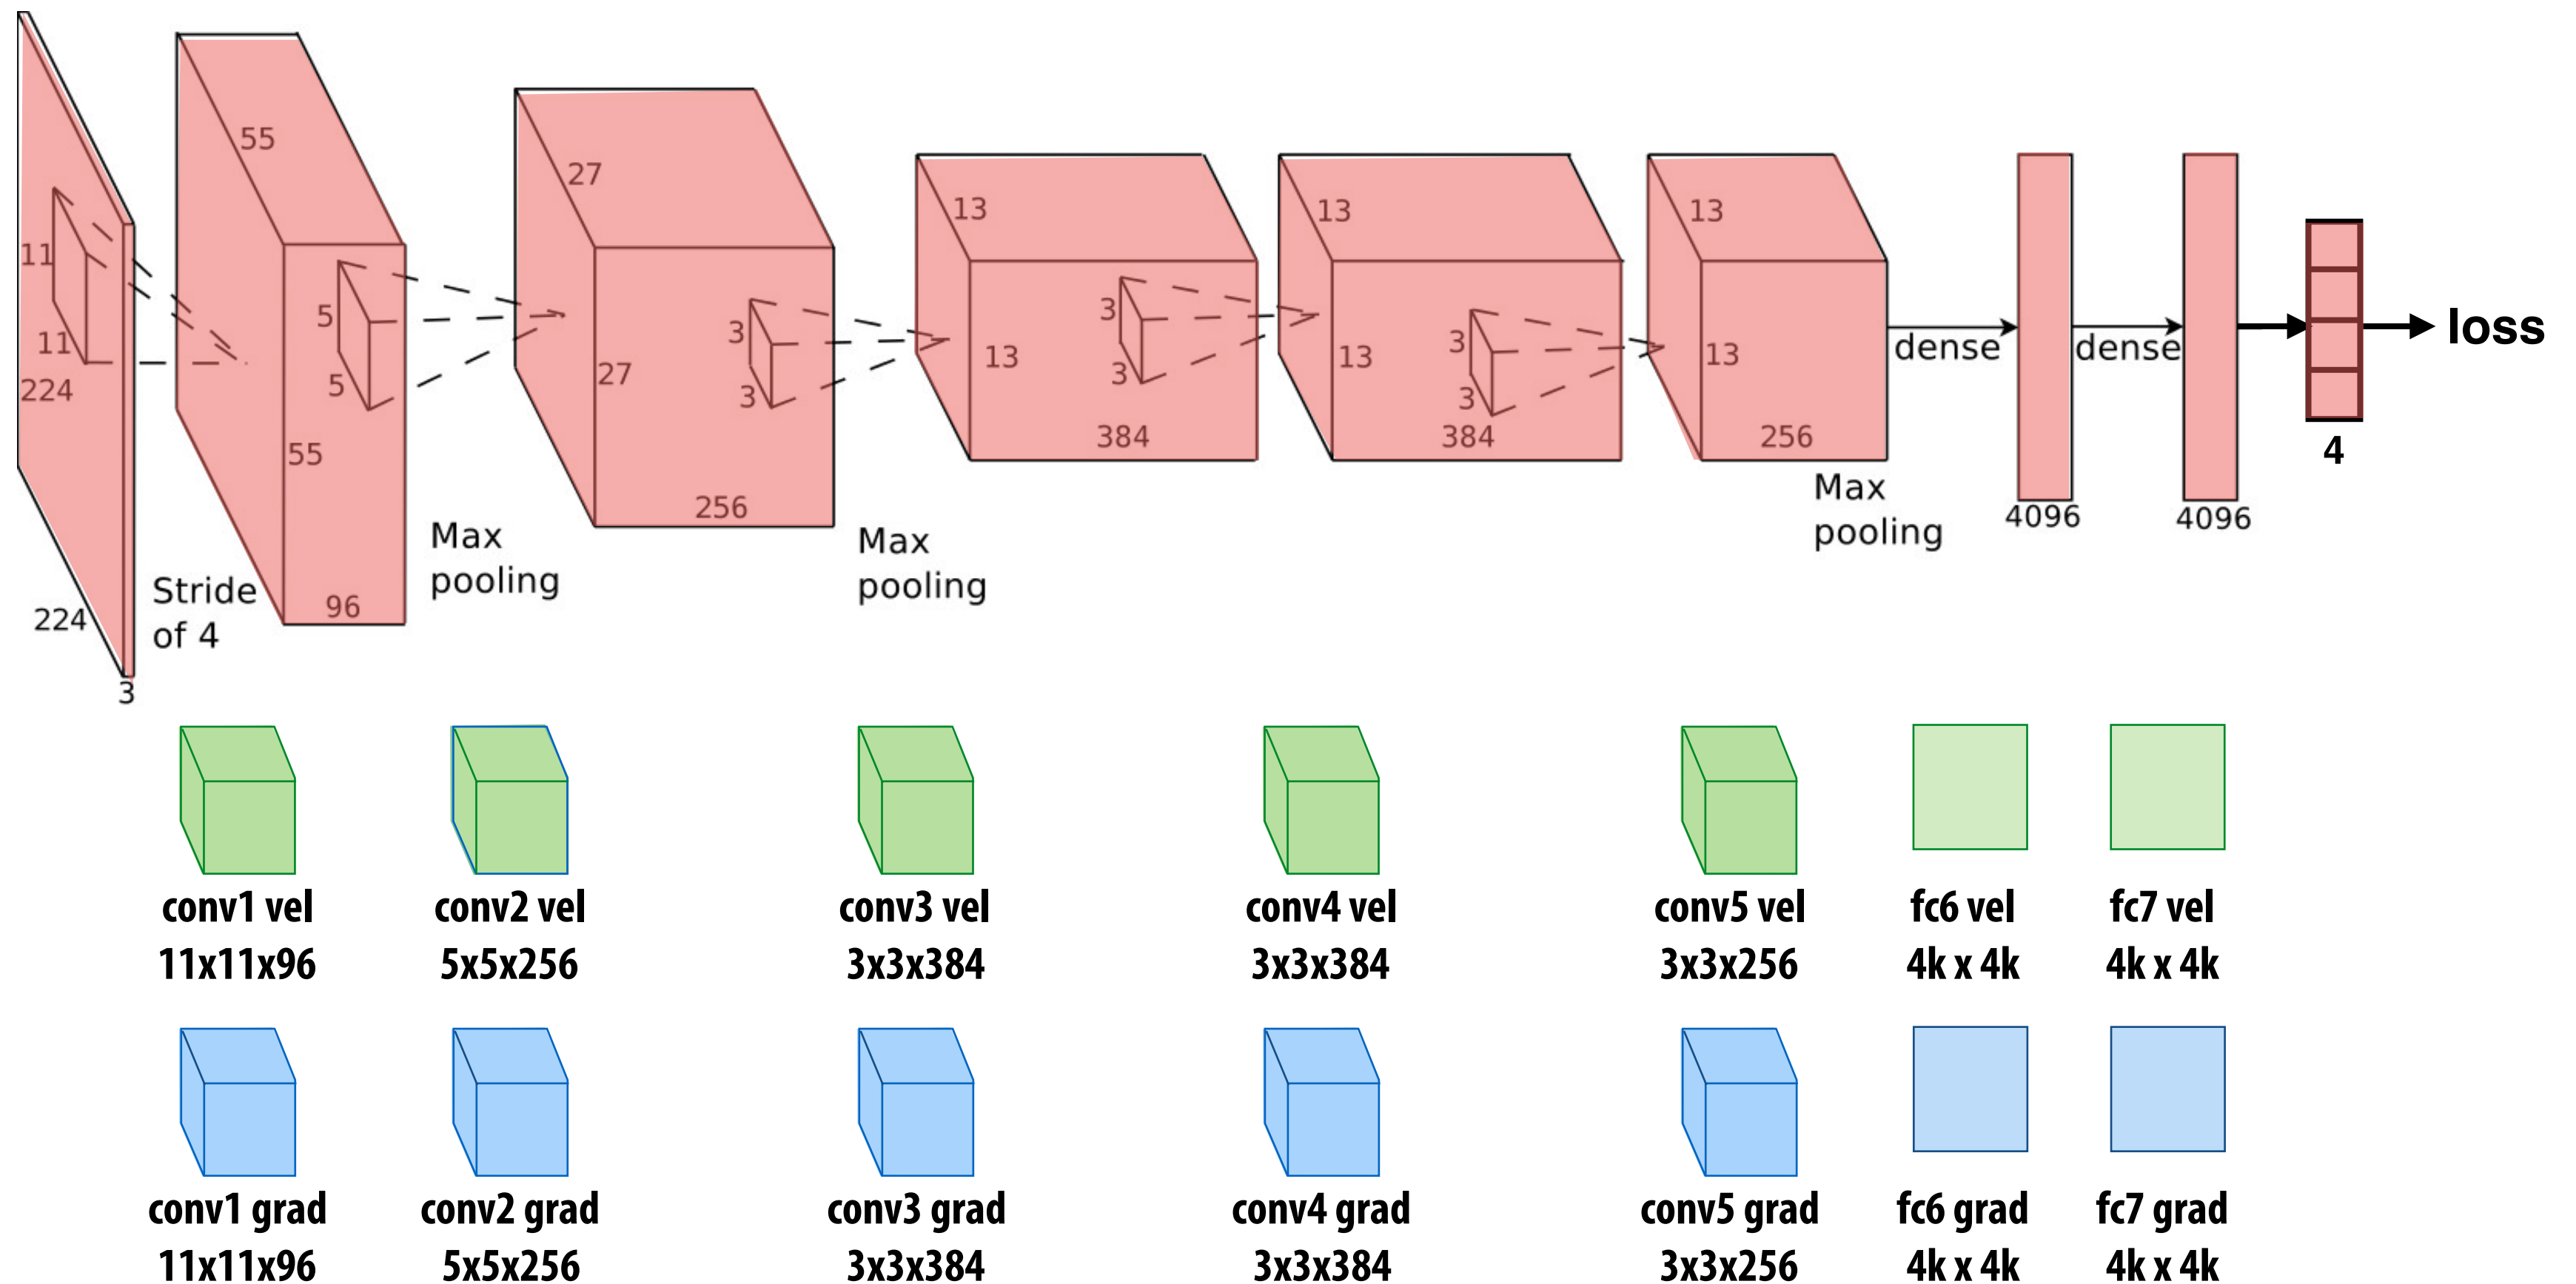 11
11
224
224
3
Stride
of 4
55
55
96
5
5
Max
pooling
27
27
256
3
3
Max
pooling
13
13
384
3
3
13
13
384
3
3
13
13
256
Max
pooling
dense
4096
dense
4096
4
loss
conv1 vel
11x11x96
conv2 vel
5x5x256
conv3 vel
3x3x384
conv4 vel
3x3x384
conv5 vel
3x3x256
fc6 vel
4k x 4k
fc7 vel
4k x 4k
conv1 grad
11x11x96
conv2 grad
5x5x256
conv3 grad
3x3x384
conv4 grad
3x3x384
conv5 grad
3x3x256
fc6 grad
4k x 4k
fc7 grad
4k x 4k